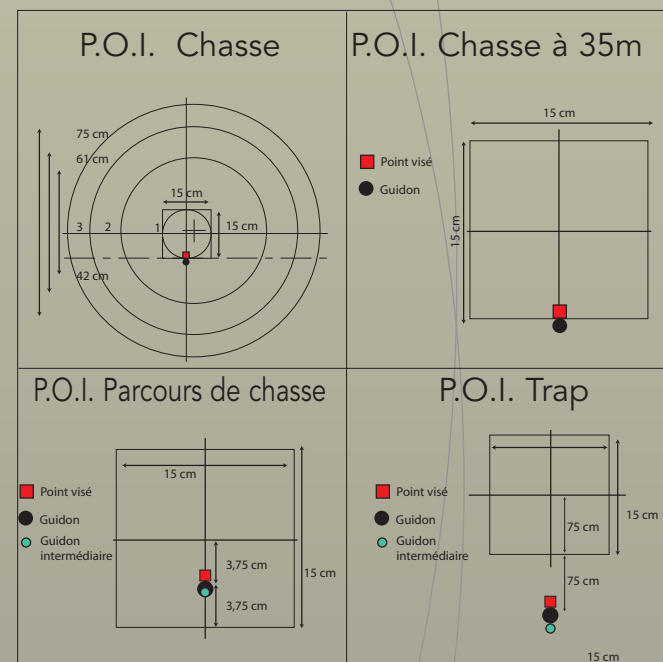 P.O.I. Chasse
75 cm
61 cm
15 cm
3 2 1
15 cm
42 cm
P.O.I. Chasse à 35m
15 cm
Point visé
Guidon
15 cm
P.O.I. Parcours de chasse
15 cm
Point visé
Guidon
Guidon
intermédiaire
3,75 cm
15 cm
3,75 cm
P.O.I. Trap
Point visé
Guidon
Guidon
intermédiaire
75 cm
15 cm
75 cm
15 cm